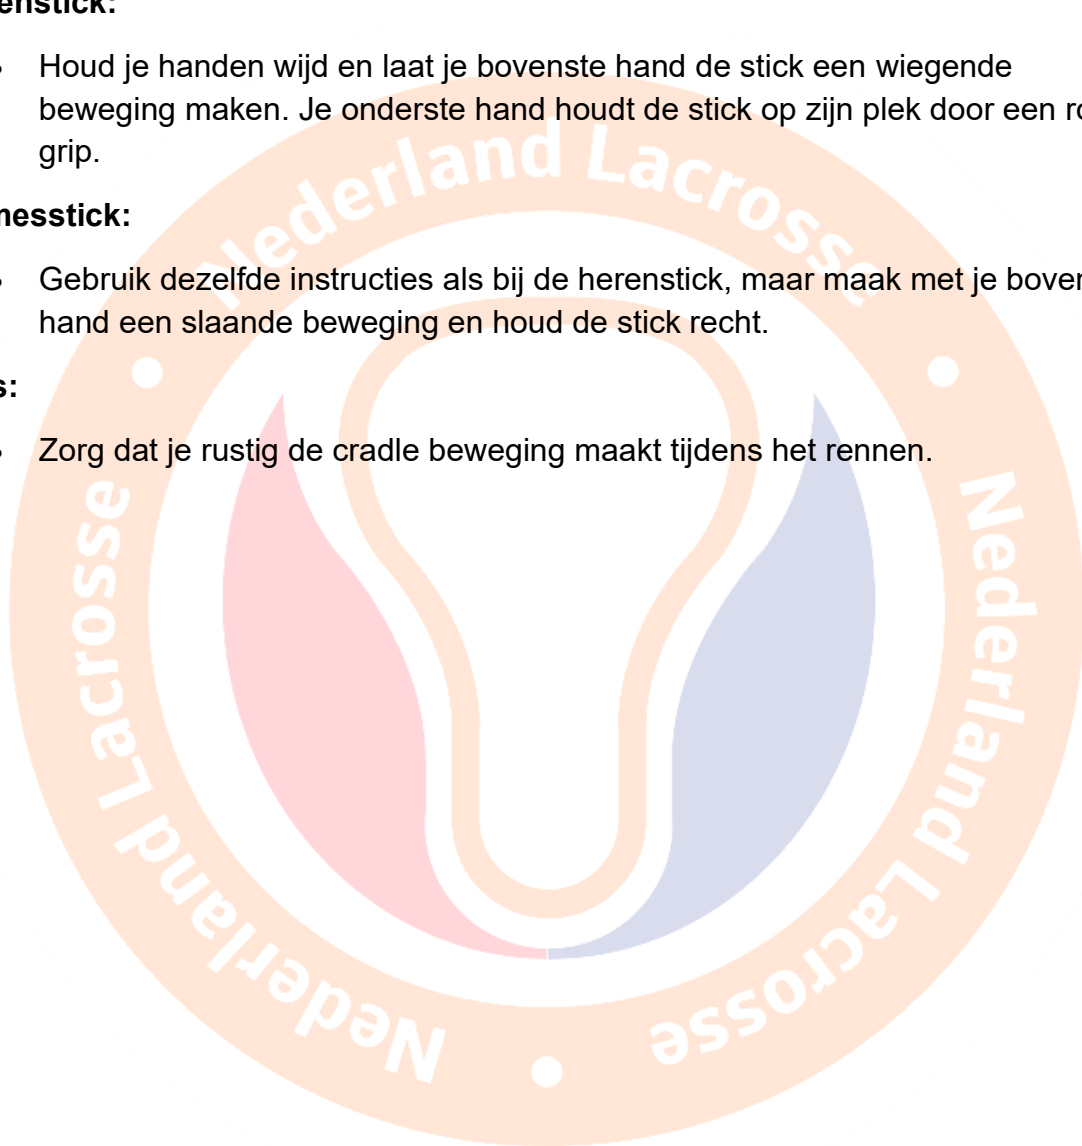 enstick:
Houd je handen wijd en laat je bovenste hand de stick een wiegende
beweging maken. Je onderste hand houdt de stick op zijn plek door een
grip.
messtick:
Gebruik dezelfde instructies als bij de herenstick, maar maak met je boven
hand een slaande beweging en houd de stick recht.
s:
Zorg dat je rustig de cradle beweging maakt tijdens het rennen.
Nederland Lacrosse
Nederland Lacrosse
Nederland Lacrosse